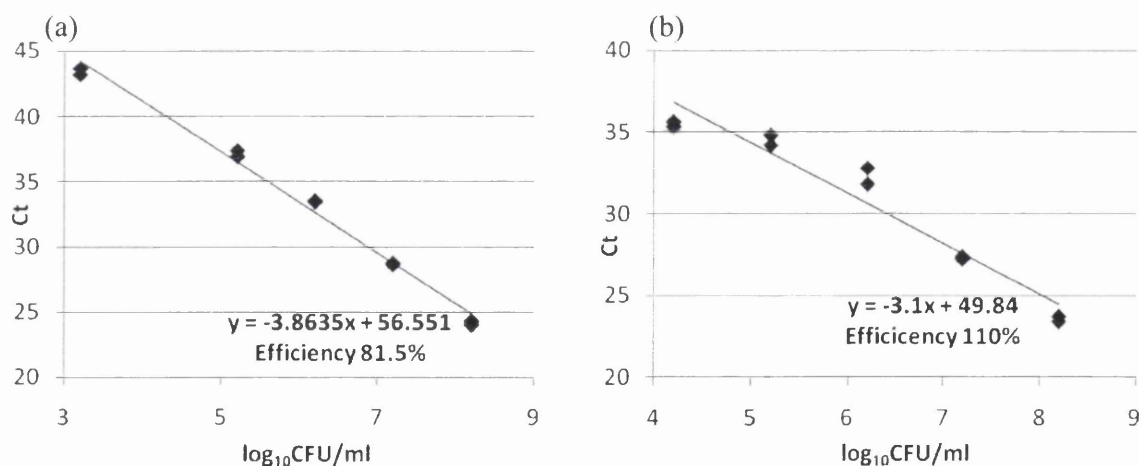 (a)
45
40
35
30
25
20
Ct
y = -3.8635x + 56.551
Efficiency 81.5%
3 5 7 9
log₁₀CFU/ml
(b)
40
35
30
25
20
Ct
y = -3.1x + 49.84
Efficicency 110%
4 5 6 7 8 9
log₁₀CFU/ml